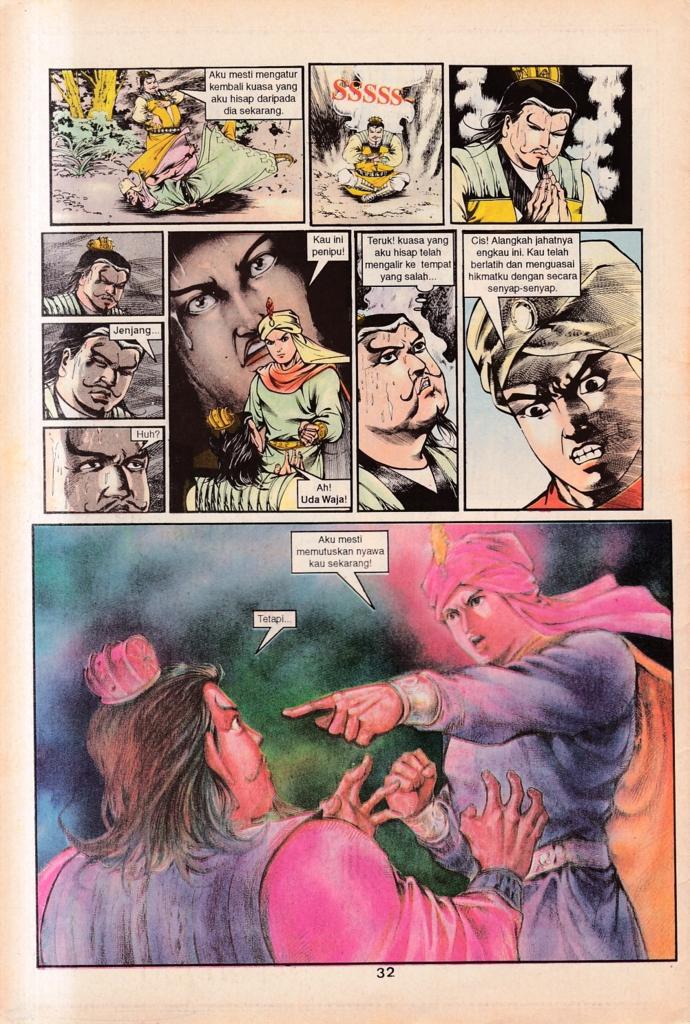 Aku mesti mengatur
kembali kuasa yang
aku hisap daripada
dia sekarang.
SSSSS~
Jenjang...
Huh?
Kau ini
penipu!
Ah!
Uda Waja!
Teruk! kuasa yang
aku hisap telah
mengalir ke tempat
yang salah...
Cis! Alangkah jahatnya
engkau ini. Kau telah
berlatih dan menguasai
hikmatku dengan secara
senyap-senyap.
Aku mesti
memutuskan nyawa
kau sekarang!
Tetapi...
32